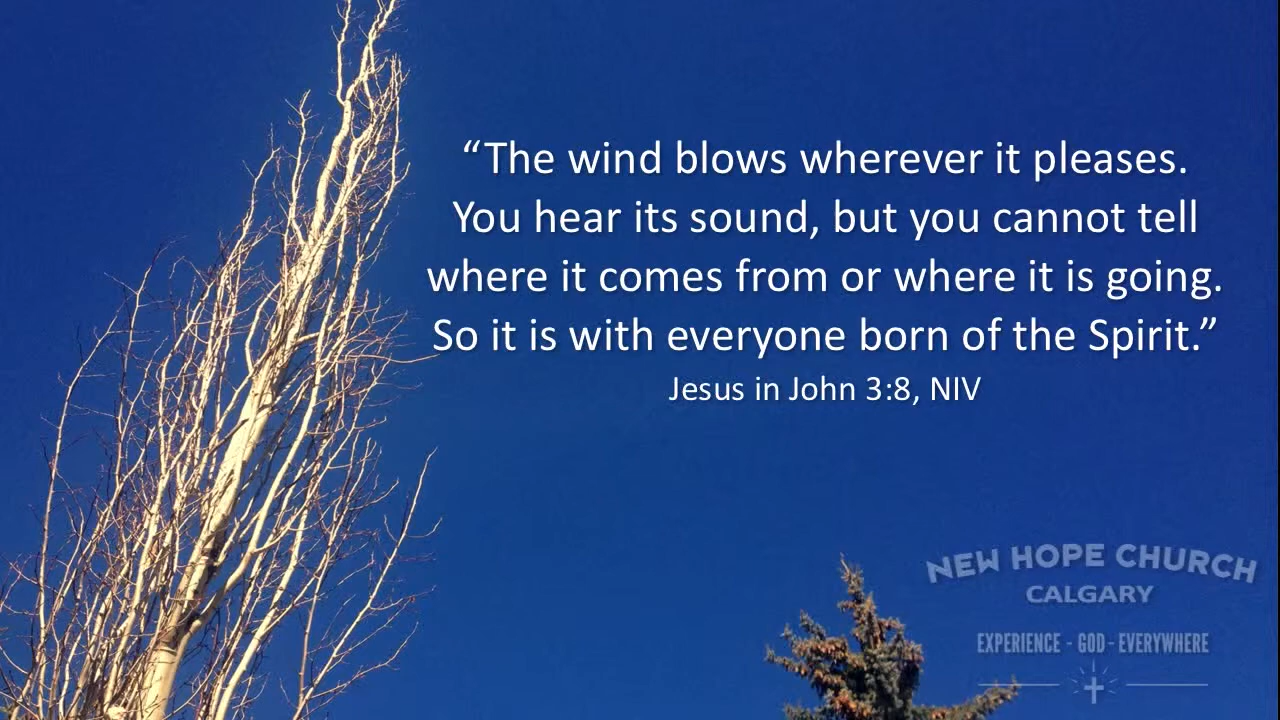 “The wind blows wherever it pleases.
You hear its sound, but you cannot tell
where it comes from or where it is going.
So it is with everyone born of the Spirit.”
Jesus in John 3:8, NIV
NEW HOPE CHURCH
CALGARY
EXPERIENCE - GOD - EVERYWHERE